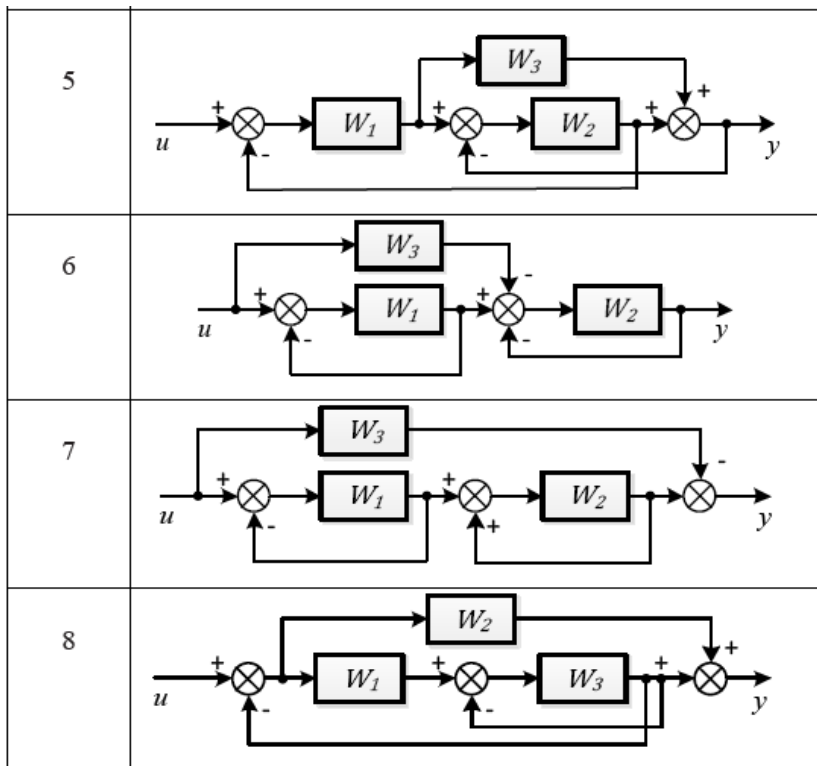 5
W₃
+
+ W₁ + W₂ +
u - - y
6
W₃
-
+ W₁ + W₂
u - - y
7
W₃
-
+ W₁ + W₂
u - + y
8
W₂
+
+ W₁ + W₃ +
u - - y